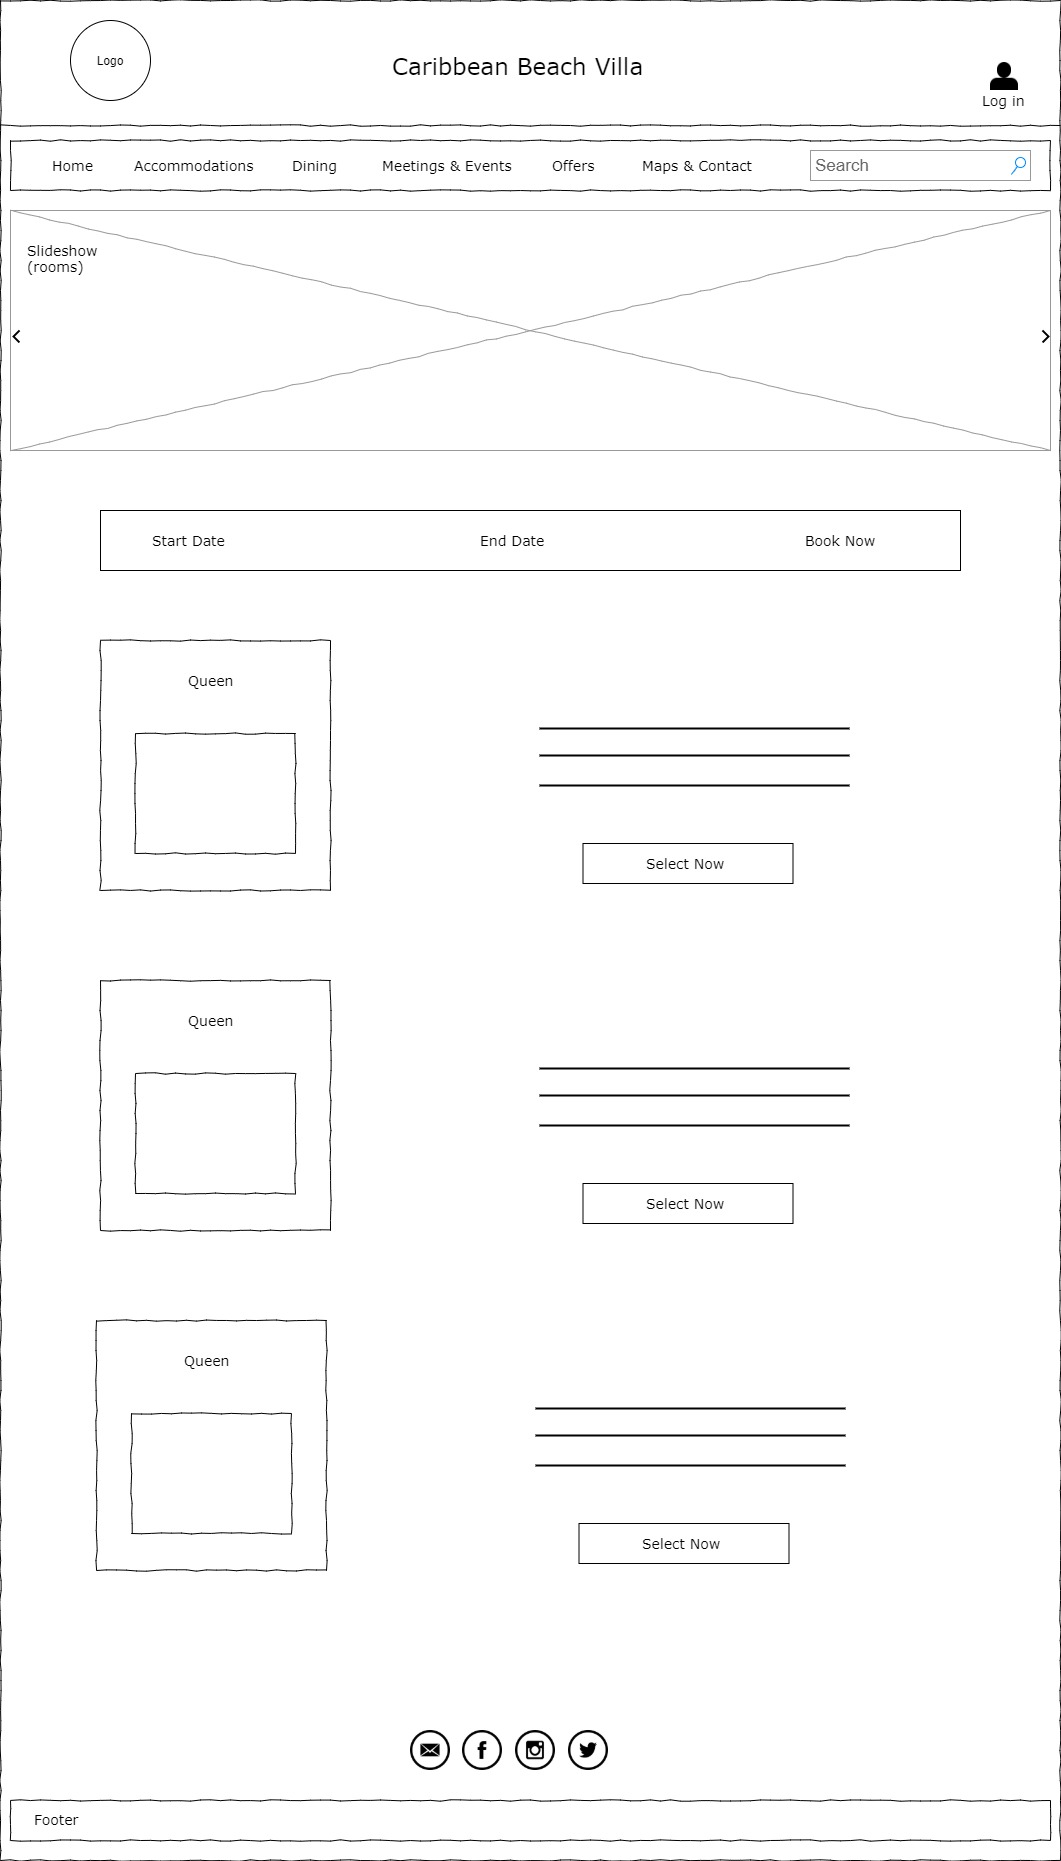 Logo
Caribbean Beach Villa
Log in
Home
Accommodations
Dining
Meetings & Events
Offers
Maps & Contact
Search
Slideshow
(rooms)
Start Date
End Date
Book Now
Queen
Select Now
Queen
Select Now
Queen
Select Now
Footer